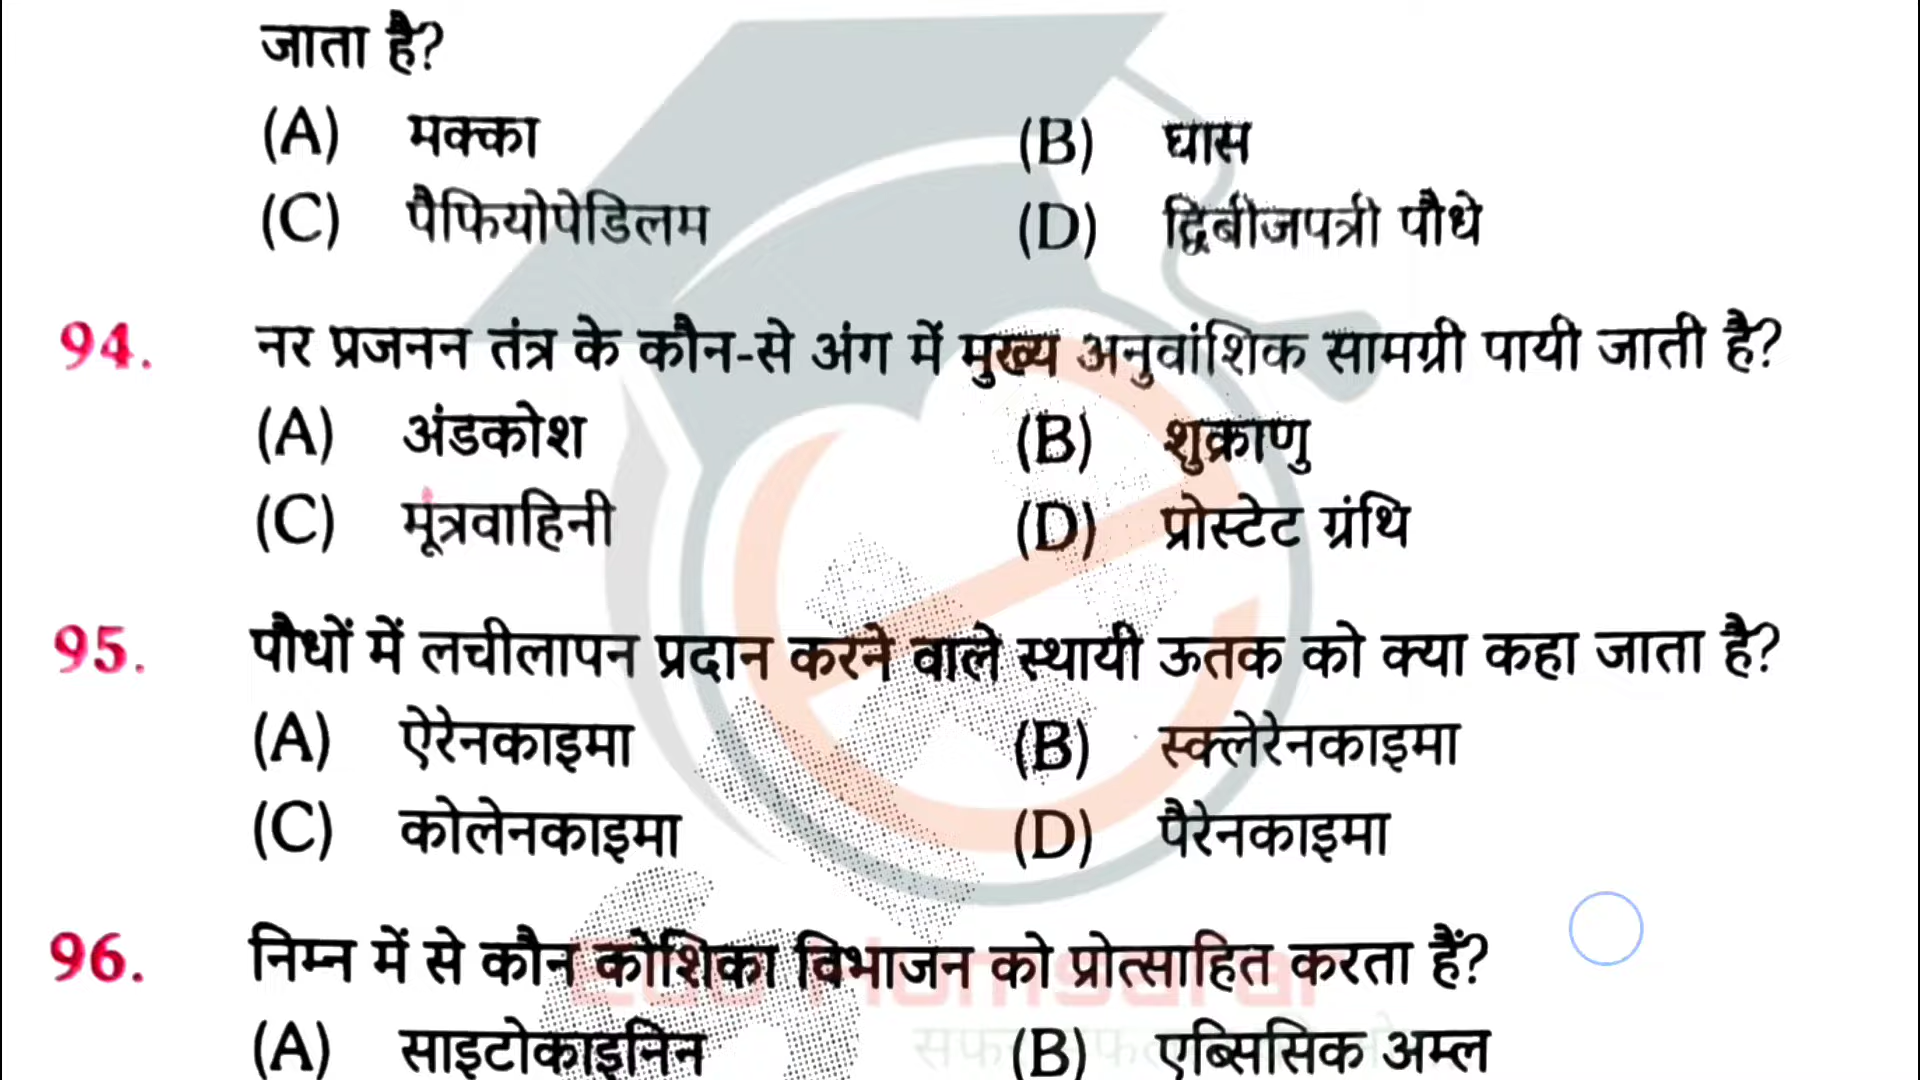 जाता है?
(A) मक्का (B) घास
(C) पैफियोपेडिलम (D) द्विबीजपत्री पौधे
94. नर प्रजनन तंत्र के कौन-से अंग में मुख्य अनुवांशिक सामग्री पायी जाती है?
(A) अंडकोश (B) शुक्राणु
(C) मूंत्रवाहिनी (D) प्रोस्टेट ग्रंथि
95. पौधों में लचीलापन प्रदान करने वाले स्थायी ऊतक को क्या कहा जाता है?
(A) ऐरेनकाइमा (B) स्क्लेरेनकाइमा
(C) कोलेनकाइमा (D) पैरेनकाइमा
96. निम्न में से कौन कोशिका विभाजन को प्रोत्साहित करता हैं?
(A) साइटोकाइनिन (B) एब्सिसिक अम्ल